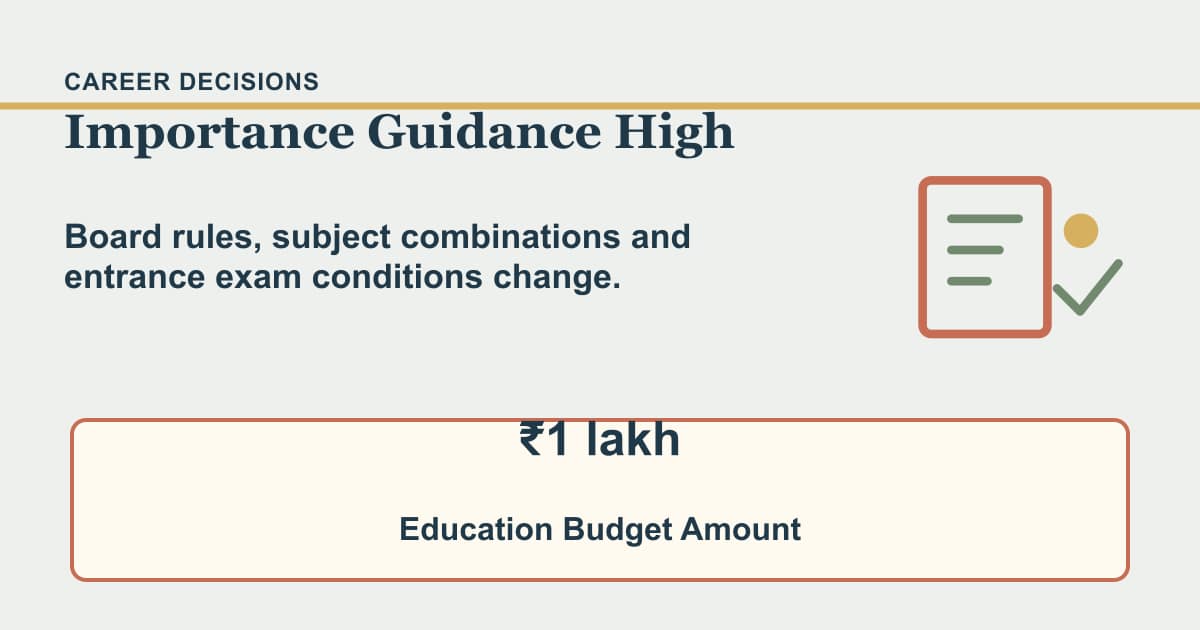 CAREER DECISIONS
Importance Guidance High
Board rules, subject combinations and
entrance exam conditions change.
₹1 lakh
Education Budget Amount